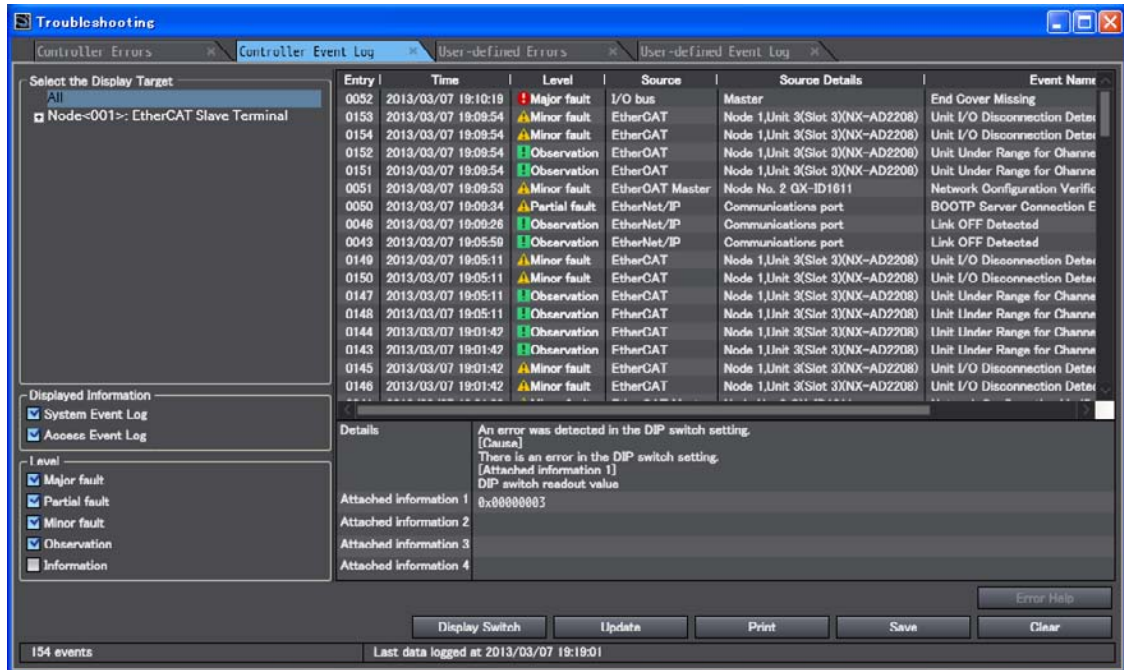 Troubleshooting
Controller Errors
Controller Event Log
User-defined Errors
User-defined Event Log
Select the Display Target
All
Node<001>: EtherCAT Slave Terminal
Displayed Information
System Event Log
Access Event Log
Level
Major fault
Partial fault
Minor fault
Observation
Information
Entry Time Level Source Source Details Event Name
0052 2013/03/07 19:10:19 Major fault I/O bus Master End Cover Missing
0153 2013/03/07 19:09:54 Minor fault EtherCAT Node 1,Unit 3(Slot 3)(NX-AD2208) Unit I/O Disconnection Detec
0154 2013/03/07 19:09:54 Minor fault EtherCAT Node 1,Unit 3(Slot 3)(NX-AD2208) Unit I/O Disconnection Detec
0152 2013/03/07 19:09:54 Observation EtherCAT Node 1,Unit 3(Slot 3)(NX-AD2208) Unit Under Range for Channe
0151 2013/03/07 19:09:54 Observation EtherCAT Node 1,Unit 3(Slot 3)(NX-AD2208) Unit Under Range for Channe
0051 2013/03/07 19:09:53 Minor fault EtherCAT Master Node No. 2 GX-ID1611 Network Configuration Verific
0050 2013/03/07 19:09:34 Partial fault EtherNet/IP Communications port BOOTP Server Connection E
0046 2013/03/07 19:09:26 Observation EtherNet/IP Communications port Link OFF Detected
0043 2013/03/07 19:05:59 Observation EtherNet/IP Communications port Link OFF Detected
0149 2013/03/07 19:05:11 Minor fault EtherCAT Node 1,Unit 3(Slot 3)(NX-AD2208) Unit I/O Disconnection Detec
0150 2013/03/07 19:05:11 Minor fault EtherCAT Node 1,Unit 3(Slot 3)(NX-AD2208) Unit I/O Disconnection Detec
0147 2013/03/07 19:05:11 Observation EtherCAT Node 1,Unit 3(Slot 3)(NX-AD2208) Unit Under Range for Channe
0148 2013/03/07 19:05:11 Observation EtherCAT Node 1,Unit 3(Slot 3)(NX-AD2208) Unit Under Range for Channe
0144 2013/03/07 19:01:42 Observation EtherCAT Node 1,Unit 3(Slot 3)(NX-AD2208) Unit Under Range for Channe
0143 2013/03/07 19:01:42 Observation EtherCAT Node 1,Unit 3(Slot 3)(NX-AD2208) Unit Under Range for Channe
0145 2013/03/07 19:01:42 Minor fault EtherCAT Node 1,Unit 3(Slot 3)(NX-AD2208) Unit I/O Disconnection Detec
0146 2013/03/07 19:01:42 Minor fault EtherCAT Node 1,Unit 3(Slot 3)(NX-AD2208) Unit I/O Disconnection Detec
Details An error was detected in the DIP switch setting.
[Cause]
There is an error in the DIP switch setting.
[Attached information 1]
DIP switch readout value
Attached information 1 0x00000003
Attached information 2
Attached information 3
Attached information 4
Error Help
Display Switch Update Print Save Clear
154 events Last data logged at 2013/03/07 19:19:01